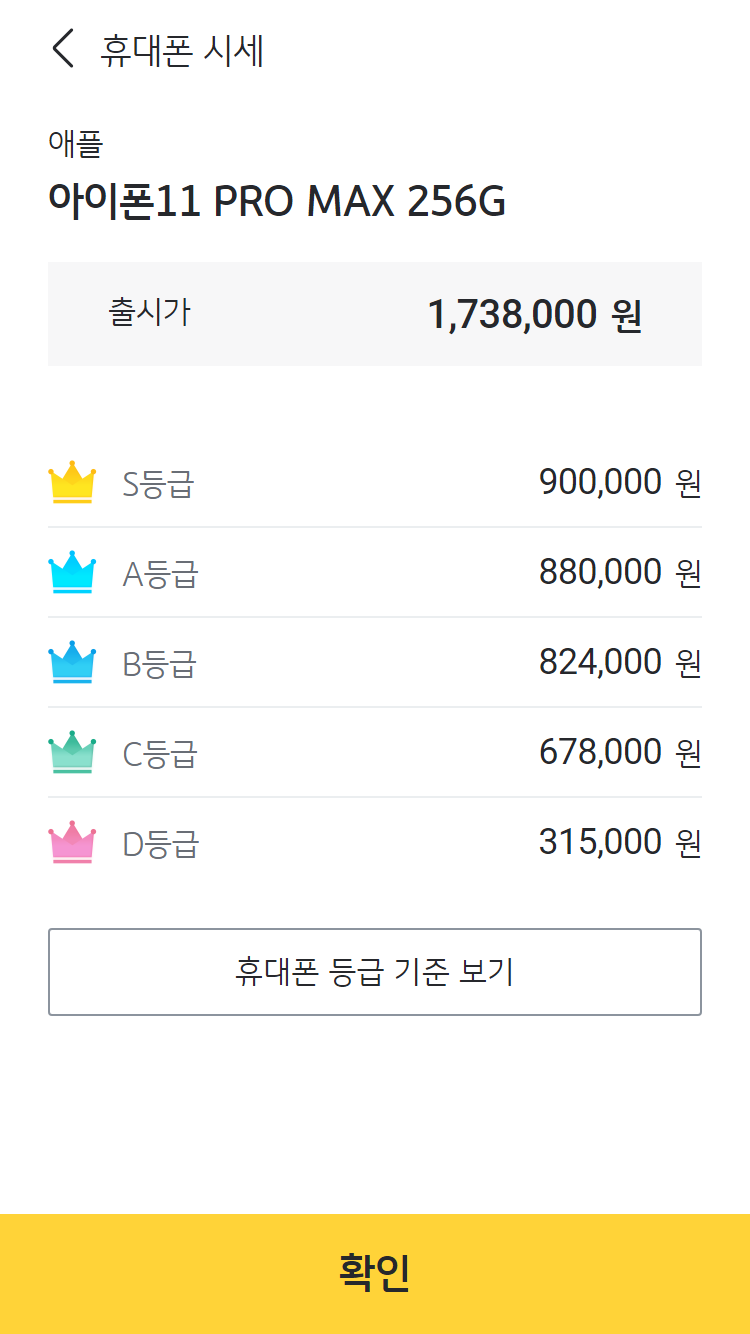 휴대폰 시세
애플
아이폰11 PRO MAX 256G
출시가 1,738,000 원
S등급 900,000 원
A등급 880,000 원
B등급 824,000 원
C등급 678,000 원
D등급 315,000 원
휴대폰 등급 기준 보기
확인